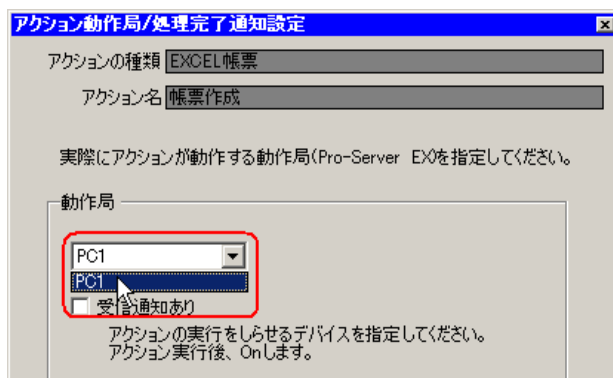 アクション動作局/処理完了通知設定
アクションの種類 EXCEL帳票
アクション名 帳票作成
実際にアクションが動作する動作局(Pro-Server EX)を指定してください。
動作局
PC1
PC1
受信通知あり
アクションの実行をしらせるデバイスを指定してください。
アクション実行後、Onします。